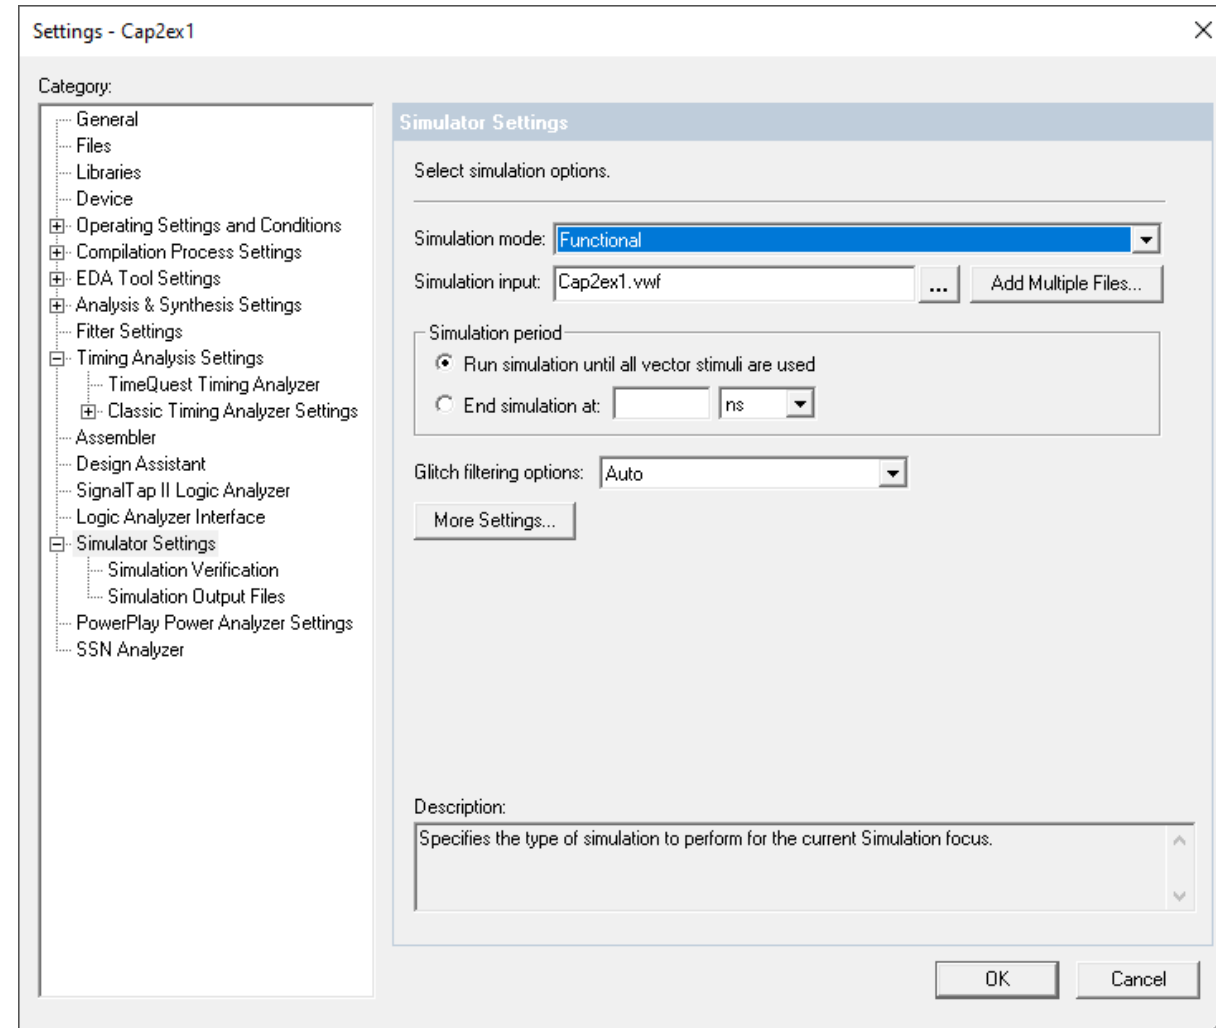 Settings - Cap2ex1
Category:
General
Files
Libraries
Device
Operating Settings and Conditions
Compilation Process Settings
EDA Tool Settings
Analysis & Synthesis Settings
Fitter Settings
Timing Analysis Settings
TimeQuest Timing Analyzer
Classic Timing Analyzer Settings
Assembler
Design Assistant
SignalTap II Logic Analyzer
Logic Analyzer Interface
Simulator Settings
Simulation Verification
Simulation Output Files
PowerPlay Power Analyzer Settings
SSN Analyzer
Simulator Settings
Select simulation options.
Simulation mode: Functional
Simulation input: Cap2ex1.vwf ... Add Multiple Files...
Simulation period
Run simulation until all vector stimuli are used
End simulation at: ns
Glitch filtering options: Auto
More Settings...
Description:
Specifies the type of simulation to perform for the current Simulation focus.
OK Cancel